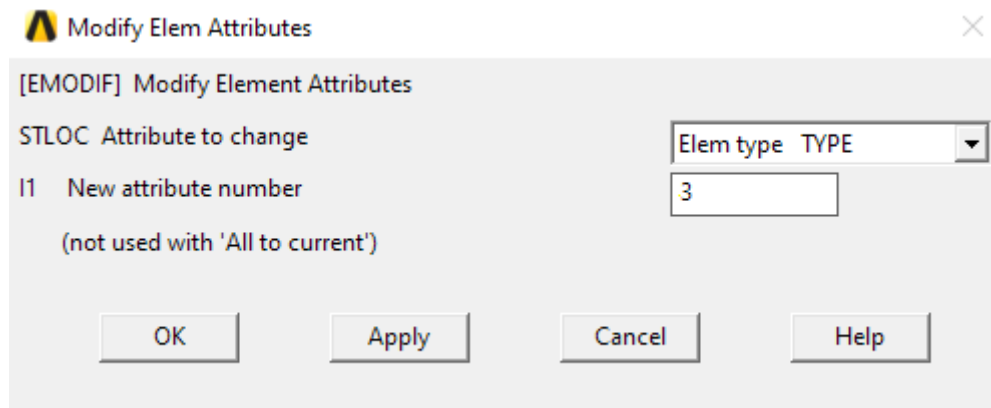 Modify Elem Attributes
[EMODIF] Modify Element Attributes
STLOC Attribute to change
Elem type TYPE
I1 New attribute number
3
(not used with 'All to current')
OK Apply Cancel Help